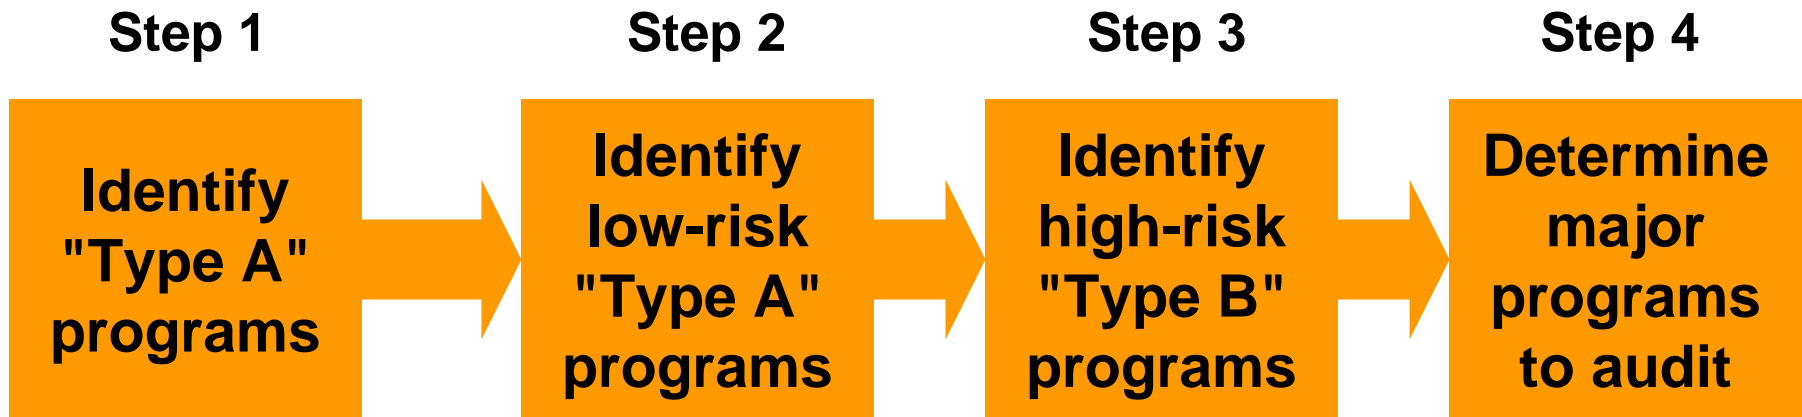 Step 1
Identify
"Type A"
programs
Step 2
Identify
low-risk
"Type A"
programs
Step 3
Identify
high-risk
"Type B"
programs
Step 4
Determine
major
programs
to audit